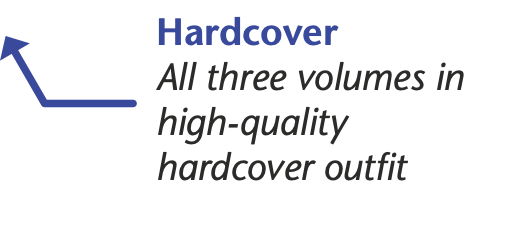 Hardcover
All three volumes in
high-quality
hardcover outfit